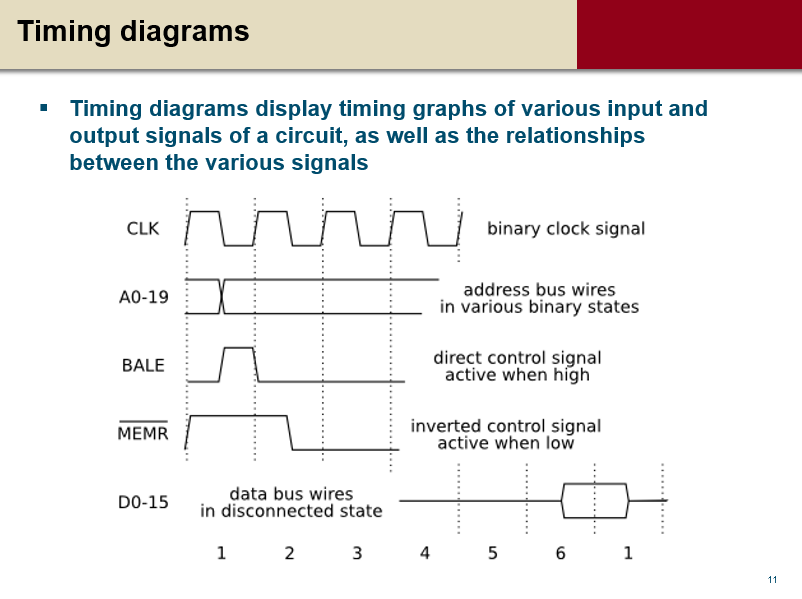 Timing diagrams
▪ Timing diagrams display timing graphs of various input and
output signals of a circuit, as well as the relationships
between the various signals
CLK binary clock signal
A0-19 address bus wires
in various binary states
BALE direct control signal
active when high
MEMR inverted control signal
active when low
D0-15 data bus wires
in disconnected state
1 2 3 4 5 6 1
11